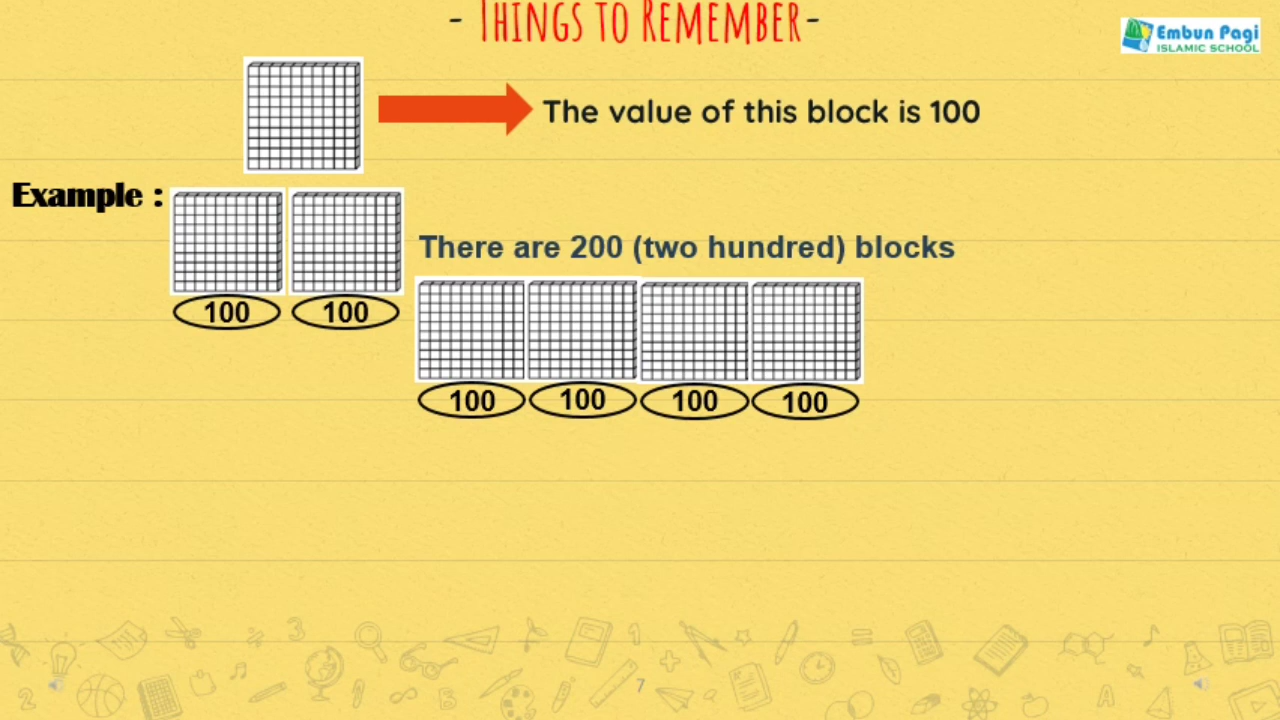 - THINGS TO REMEMBER-
Embun Pagi
ISLAMIC SCHOOL
The value of this block is 100
Example :
There are 200 (two hundred) blocks
100 100
100 100 100 100
7